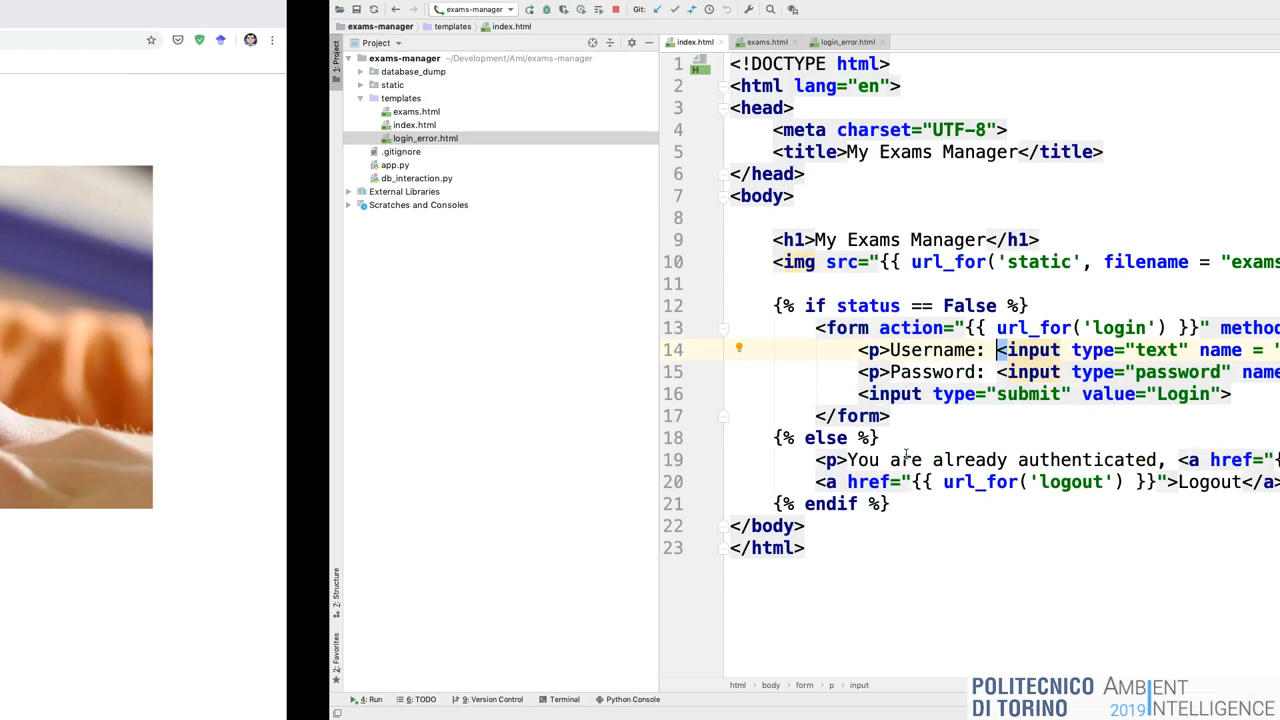 exams-manager
Git:
exams-manager
templates
index.html
1: Project
Project
index.html
exams.html
login_error.html
exams-manager ~/Development/AmI/exams-manager
database_dump
static
templates
exams.html
index.html
login_error.html
.gitignore
app.py
db_interaction.py
External Libraries
Scratches and Consoles
1 <!DOCTYPE html>
2 <html lang="en">
3 <head>
4 <meta charset="UTF-8">
5 <title>My Exams Manager</title>
6 </head>
7 <body>
8
9 <h1>My Exams Manager</h1>
10 <img src="{{ url_for('static', filename = "exams
11
12 {% if status == False %}
13 <form action="{{ url_for('login') }}" method
14 <p>Username: <input type="text" name = "
15 <p>Password: <input type="password" name
16 <input type="submit" value="Login">
17 </form>
18 {% else %}
19 <p>You are already authenticated, <a href="{
20 <a href="{{ url_for('logout') }}">Logout</a>
21 {% endif %}
22 </body>
23 </html>
7: Structure
2: Favorites
html
body
form
p
input
4: Run
6: TODO
9: Version Control
Terminal
Python Console
POLITECNICO
DI TORINO
AMBIENT
2019 INTELLIGENCE